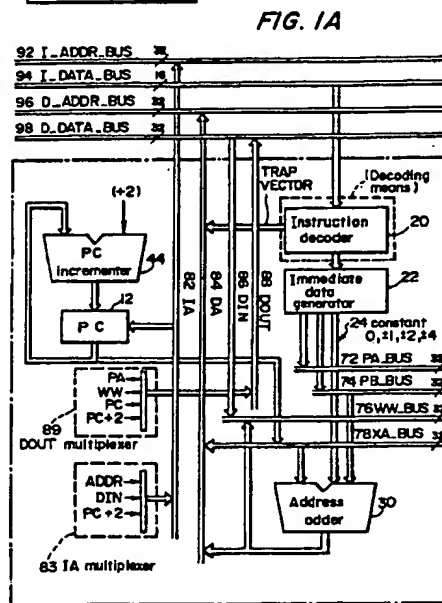 FIG. 1A
92 I_ADDR_BUS 32
94 I_DATA_BUS 16
96 D_ADDR_BUS 32
98 D_DATA_BUS 32
TRAP
VECTOR
(Decoding
means)
(+2)
Instruction
decoder
20
PC
incrementer
44
Immediate
data
generator
22
12
PC
82 IA
84 DA
86 DIN
88 DOUT
24 constant
0,±1,±2,±4
72 PA_BUS
74 PB_BUS
76 WW_BUS
78 XA_BUS
PA
WW
PC
PC+2
89
DOUT multiplexer
ADDR
DIN
PC+2
83 IA multiplexer
Address
adder
30